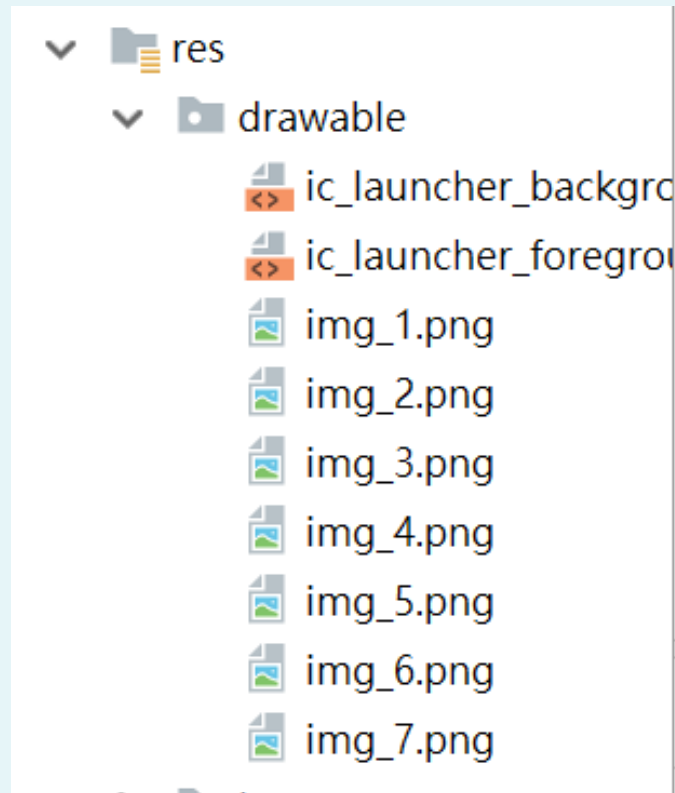 res
drawable
ic_launcher_backgro
ic_launcher_foregrou
img_1.png
img_2.png
img_3.png
img_4.png
img_5.png
img_6.png
img_7.png